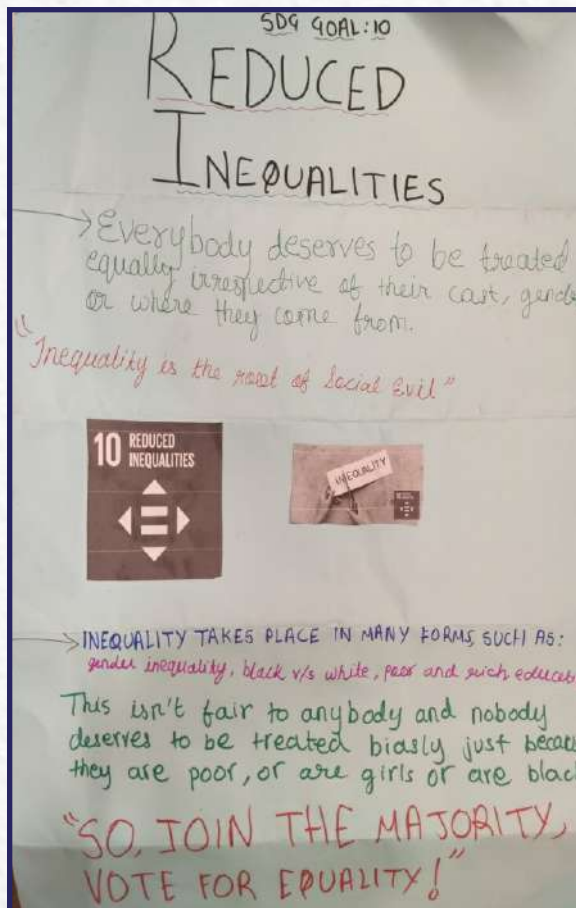 SDG GOAL:10
REDUCED
INEQUALITIES
Everybody deserves to be treated
equally irrespective of their cast, gende
or where they come from.
"Inequality is the root of Social Evil"
10 REDUCED
INEQUALITIES
INEQUALITY
INEQUALITY TAKES PLACE IN MANY FORMS SUCH AS:
gender inequality, black v/s white, poor and rich educa
This isn't fair to anybody and nobody
deserves to be treated biasly just becau
they are poor, or are girls or are blac
"SO, JOIN THE MAJORITY,
VOTE FOR EQUALITY!"